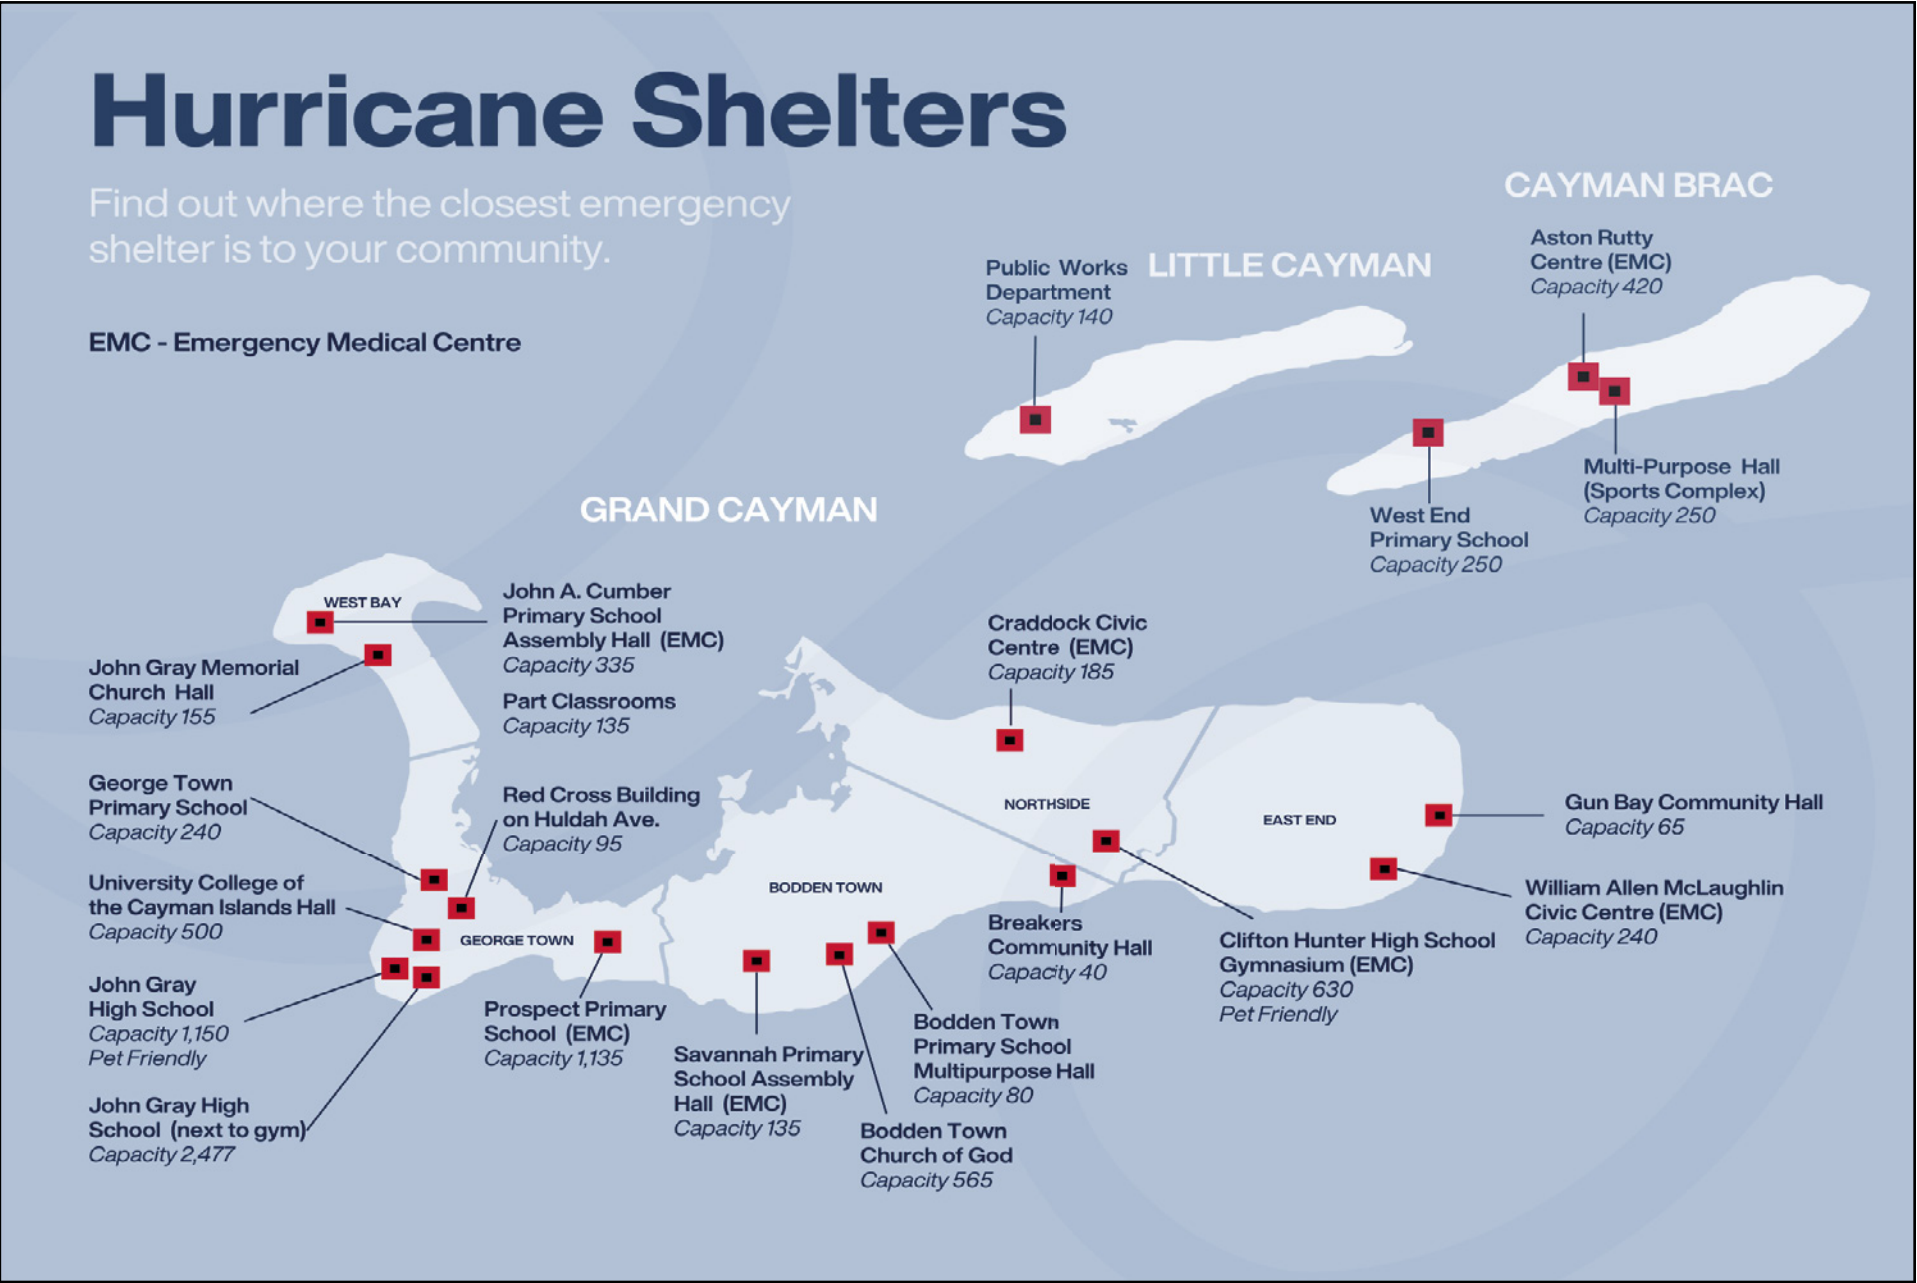 Hurricane Shelters
Find out where the closest emergency
shelter is to your community.
EMC - Emergency Medical Centre
CAYMAN BRAC
Aston Rutty
Centre (EMC)
Capacity 420
Multi-Purpose Hall
(Sports Complex)
Capacity 250
West End
Primary School
Capacity 250
LITTLE CAYMAN
Public Works
Department
Capacity 140
GRAND CAYMAN
WEST BAY
John A. Cumber
Primary School
Assembly Hall (EMC)
Capacity 335
Part Classrooms
Capacity 135
John Gray Memorial
Church Hall
Capacity 155
George Town
Primary School
Capacity 240
Red Cross Building
on Huldah Ave.
Capacity 95
University College of
the Cayman Islands Hall
Capacity 500
GEORGE TOWN
John Gray
High School
Capacity 1,150
Pet Friendly
John Gray High
School (next to gym)
Capacity 2,477
Prospect Primary
School (EMC)
Capacity 1,135
BODDEN TOWN
Savannah Primary
School Assembly
Hall (EMC)
Capacity 135
Bodden Town
Church of God
Capacity 565
Bodden Town
Primary School
Multipurpose Hall
Capacity 80
Breakers
Community Hall
Capacity 40
Craddock Civic
Centre (EMC)
Capacity 185
NORTHSIDE
Clifton Hunter High School
Gymnasium (EMC)
Capacity 630
Pet Friendly
EAST END
Gun Bay Community Hall
Capacity 65
William Allen McLaughlin
Civic Centre (EMC)
Capacity 240